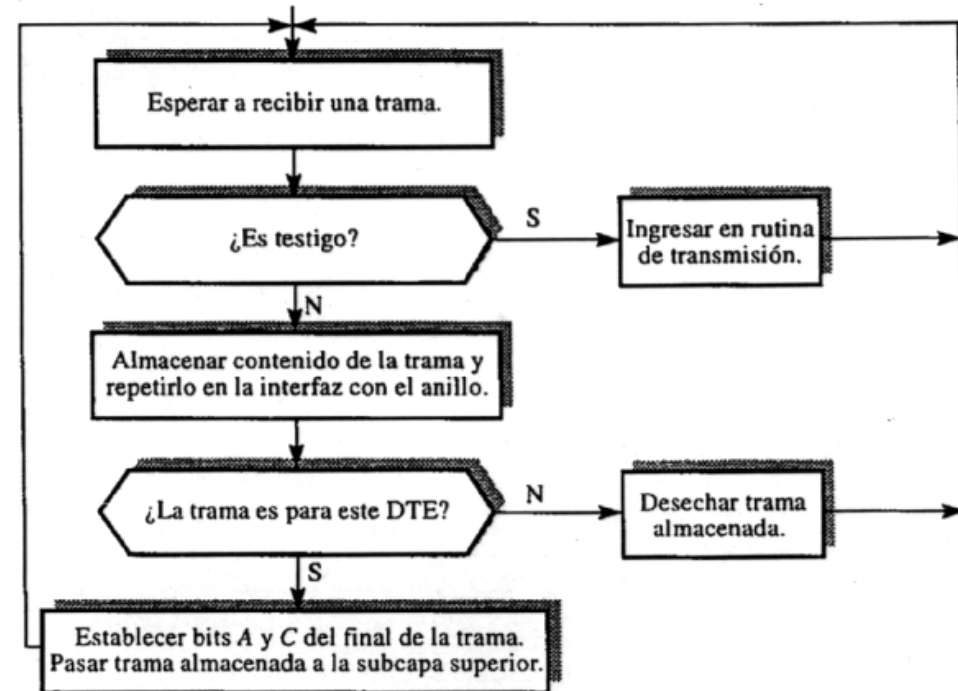 Esperar a recibir una trama.
¿Es testigo?
S
Ingresar en rutina
de transmisión.
N
Almacenar contenido de la trama y
repetirlo en la interfaz con el anillo.
¿La trama es para este DTE?
N
Desechar trama
almacenada.
S
Establecer bits A y C del final de la trama.
Pasar trama almacenada a la subcapa superior.